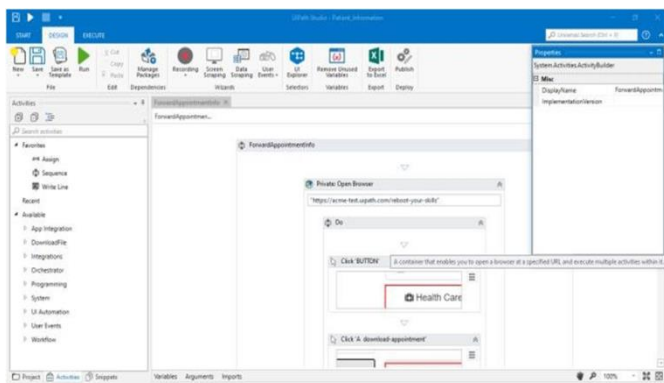 UiPath Studio - Patient_Information
START DESIGN EXECUTE
Universal Search (Ctrl + F)
New Save Save as Template Run
Cut
Copy
Paste
Manage Packages
Recording Screen Scraping Data Scraping User Events
UI Explorer
Remove Unused Variables
Export to Excel
Publish
File Edit Dependencies Wizards Selectors Variables Export Deploy
Properties
System.Activities.ActivityBuilder
Misc
DisplayName ForwardAppointm
ImplementationVersion
Activities
ForwardAppointmentInfo
ForwardAppointmen...
Search activities
Favorites
Assign
Sequence
Write Line
Recent
Available
App Integration
DownloadFile
Integrations
Orchestrator
Programming
System
UI Automation
User Events
Workflow
ForwardAppointmentInfo
Private: Open Browser
"https://acme-test.uipath.com/reboot-your-skills"
Do
Click 'BUTTON'
A container that enables you to open a browser at a specified URL and execute multiple activities within it.
Health Care
Click 'A download-appointment'
Project Activities Snippets
Variables Arguments Imports
100%